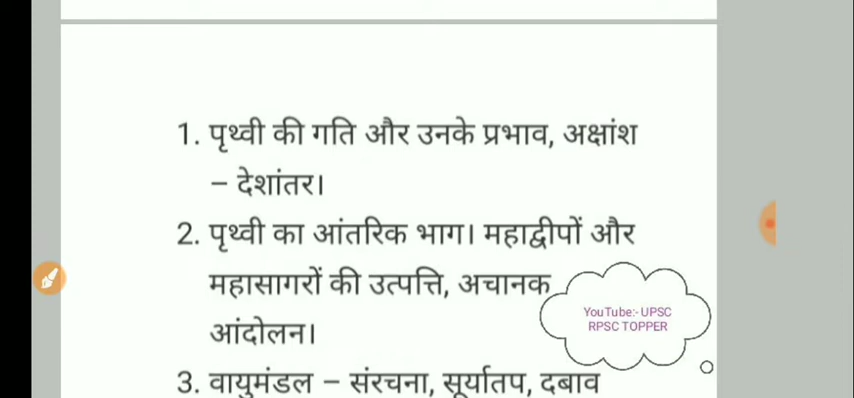 1. पृथ्वी की गति और उनके प्रभाव, अक्षांश
– देशांतर।
2. पृथ्वी का आंतरिक भाग। महाद्वीपों और
महासागरों की उत्पत्ति, अचानक
आंदोलन।
YouTube:- UPSC
RPSC TOPPER
3. वायुमंडल – संरचना, सूर्यातप, दबाव